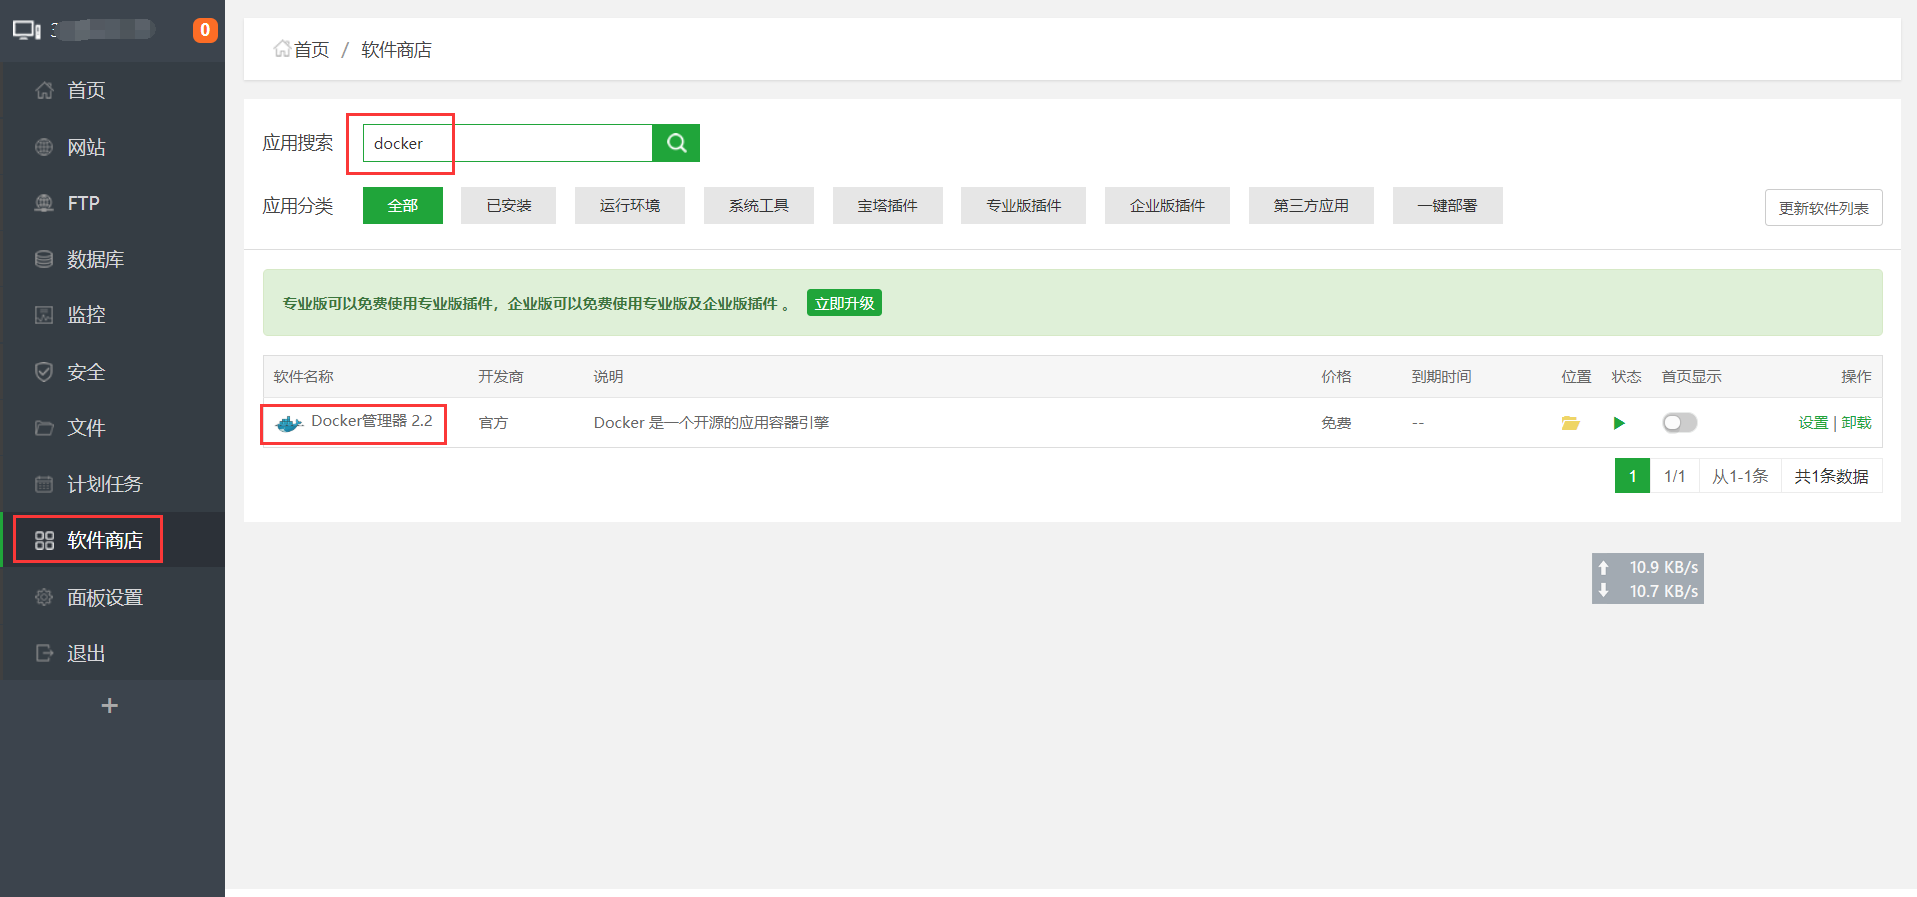 0
首页
网站
FTP
数据库
监控
安全
文件
计划任务
软件商店
面板设置
退出
首页 / 软件商店
应用搜索 docker
应用分类 全部 已安装 运行环境 系统工具 宝塔插件 专业版插件 企业版插件 第三方应用 一键部署 更新软件列表
专业版可以免费使用专业版插件，企业版可以免费使用专业版及企业版插件 。 立即升级
软件名称 开发商 说明 价格 到期时间 位置 状态 首页显示 操作
Docker管理器 2.2 官方 Docker 是一个开源的应用容器引擎 免费 -- 设置 | 卸载
1 1/1 从1-1条 共1条数据
10.9 KB/s
10.7 KB/s